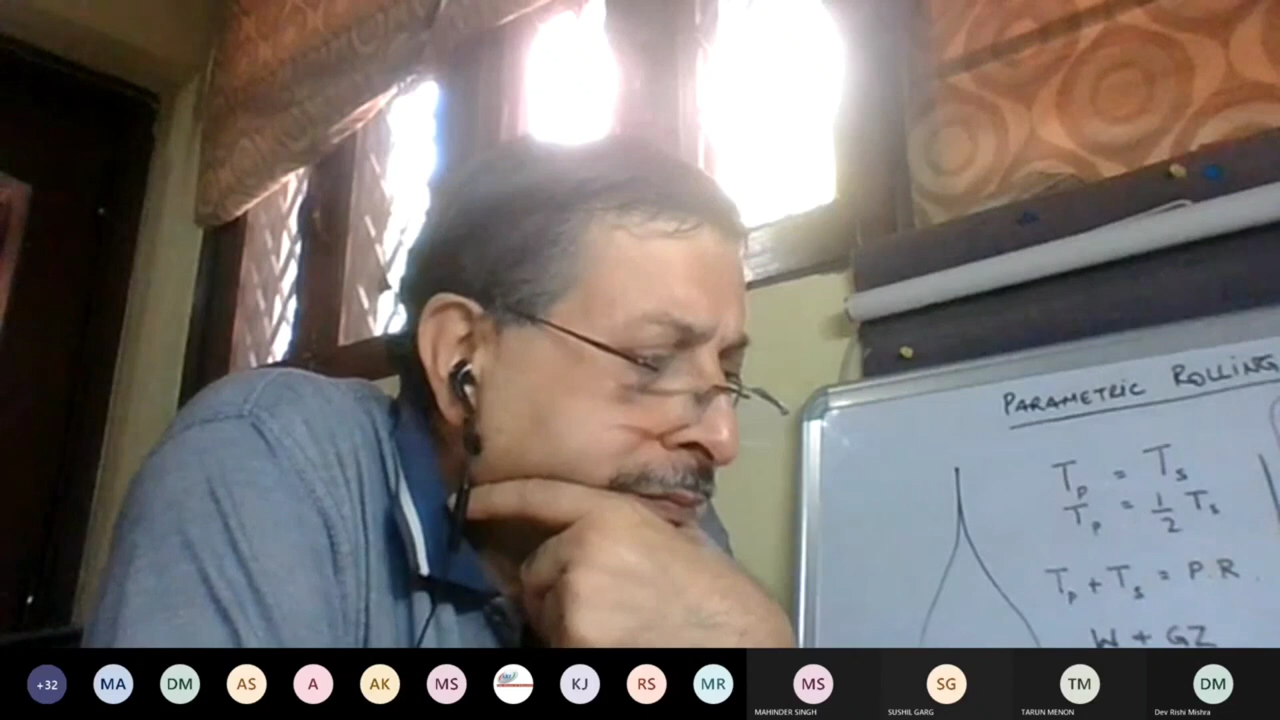 PARAMETRIC ROLLING
Tp = Ts
Tp = 1/2 Ts
Tp + Ts = P.R.
W + GZ
+32
MA
DM
AS
A
AK
MS
KJ
RS
MR
MS
SG
TM
DM
MAHINDER SINGH
SUSHIL GARG
TARUN MENON
Dev Rishi Mishra